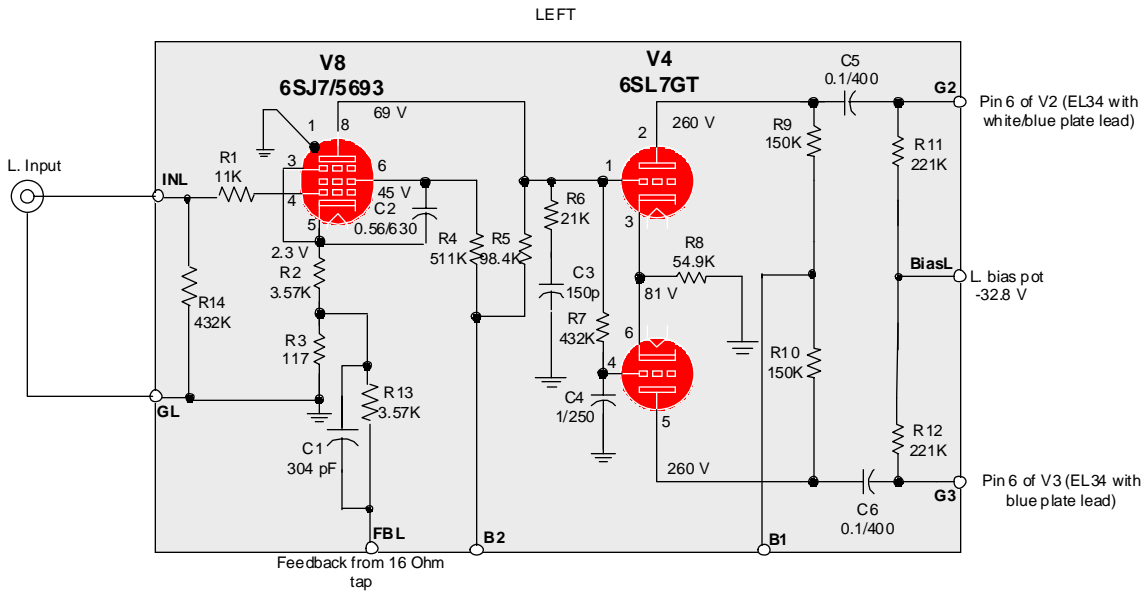 LEFT
V8
6SJ7/5693
V4
6SL7GT
C5
0.1/400
G2
Pin 6 of V2 (EL34 with
white/blue plate lead)
1
8
69 V
2
260 V
R9
150K
R11
221K
L. Input
INL
R1
11K
3
4
5
6
45 V
C2
0.56/630
1
R6
21K
3
R8
54.9K
R4
511K
R5
98.4K
2.3 V
R2
3.57K
C3
150p
81 V
BiasL
L. bias pot
-32.8 V
R14
432K
R7
432K
6
R3
117
R10
150K
4
R13
3.57K
C4
1/250
5
GL
C1
304 pF
R12
221K
260 V
Pin 6 of V3 (EL34 with
blue plate lead)
G3
C6
0.1/400
FBL
B2
B1
Feedback from 16 Ohm
tap